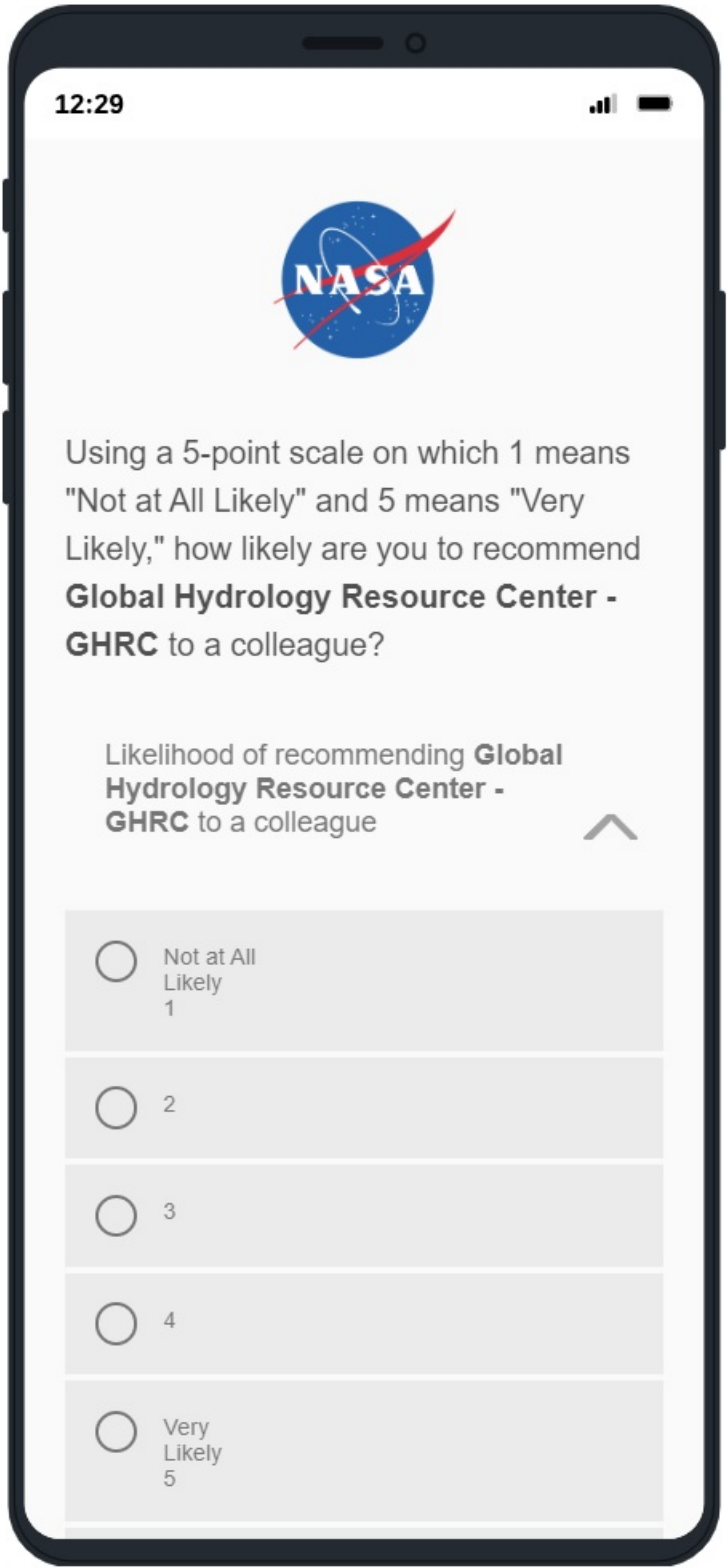 12:29
NASA
Using a 5-point scale on which 1 means
"Not at All Likely" and 5 means "Very
Likely," how likely are you to recommend
Global Hydrology Resource Center -
GHRC to a colleague?
Likelihood of recommending Global
Hydrology Resource Center -
GHRC to a colleague
Not at All
Likely
1
2
3
4
Very
Likely
5